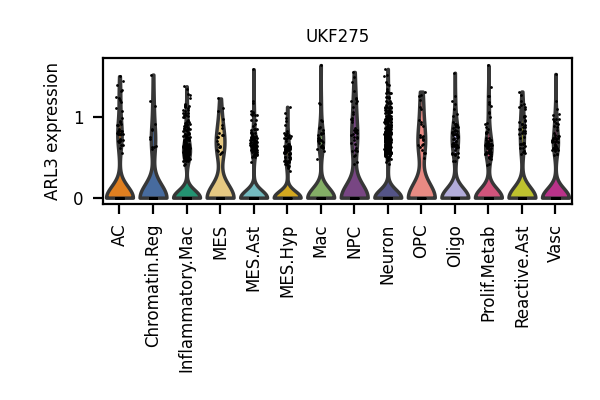 UKF275
ARL3 expression
1
0
AC
Chromatin.Reg
Inflammatory.Mac
MES
MES.Ast
MES.Hyp
Mac
NPC
Neuron
OPC
Oligo
Prolif.Metab
Reactive.Ast
Vasc